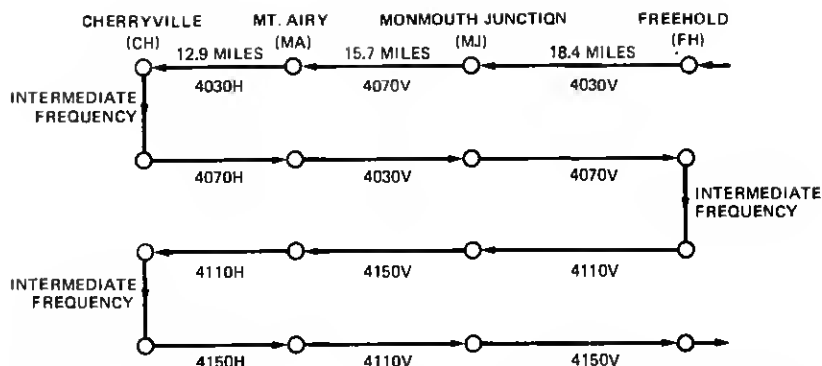 CHERRYVILLE MT. AIRY MONMOUTH JUNCTION FREEHOLD
(CH) (MA) (MJ) (FH)
12.9 MILES 15.7 MILES 18.4 MILES
4030H 4070V 4030V
INTERMEDIATE
FREQUENCY
4070H 4030V 4070V
INTERMEDIATE
FREQUENCY
4110H 4150V 4110V
INTERMEDIATE
FREQUENCY
4150H 4110V 4150V